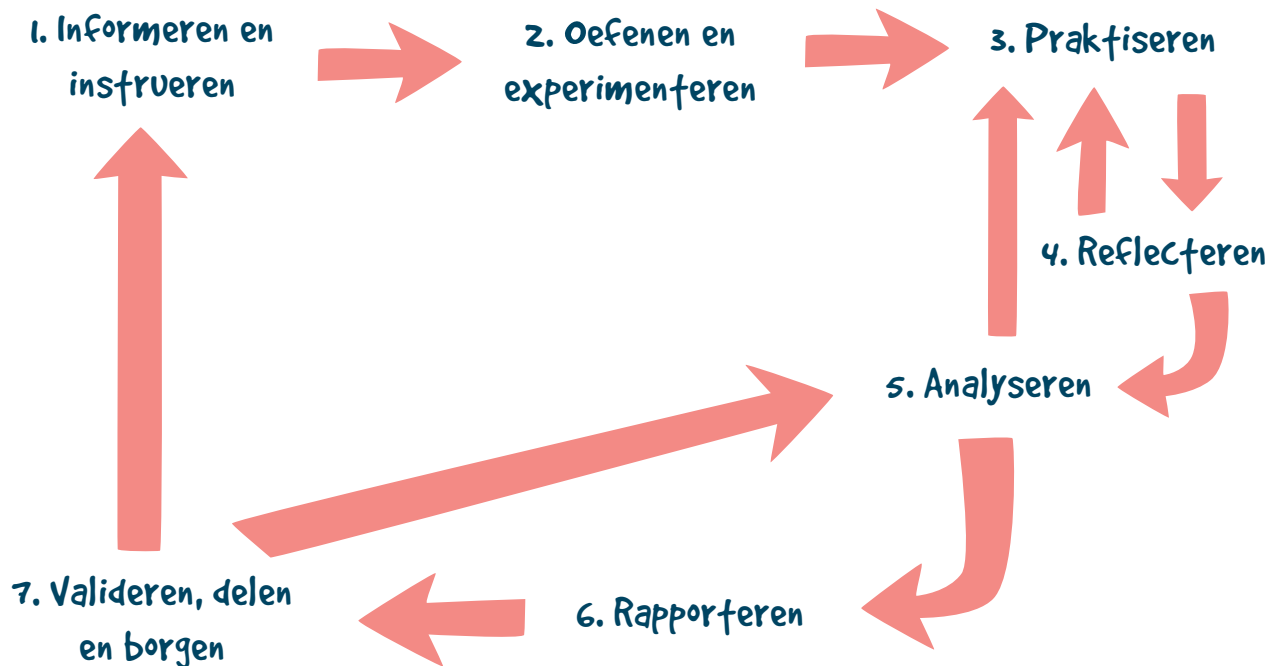 1. Informeren en
instrueren
2. Oefenen en
experimenteren
3. Praktiseren
4. Reflecteren
5. Analyseren
6. Rapporteren
7. Valideren, delen
en borgen